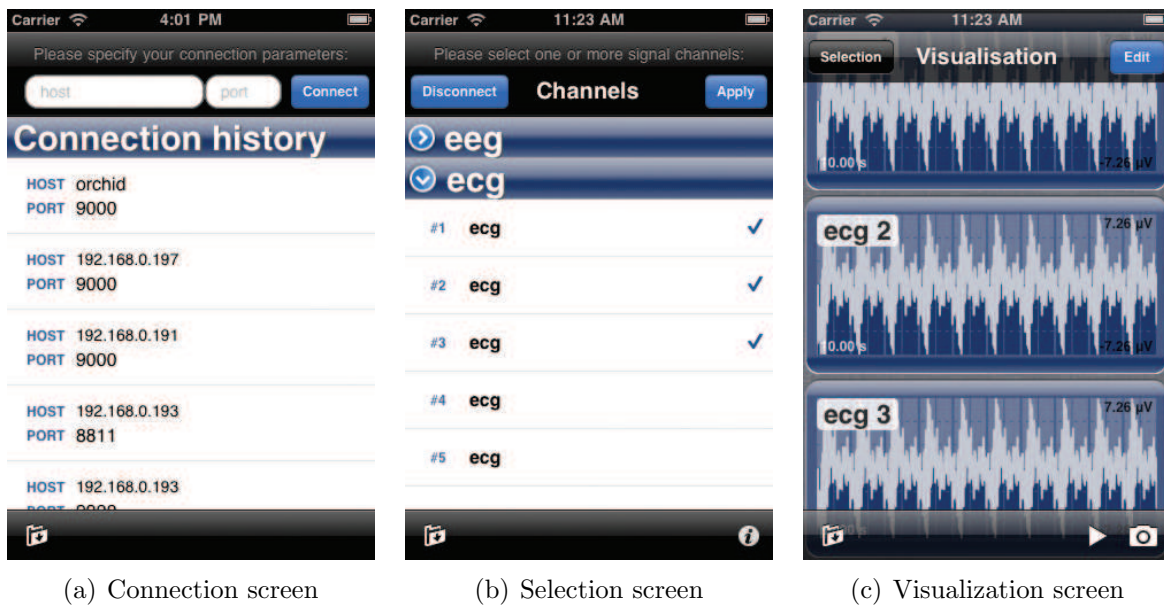 Carrier 4:01 PM
Please specify your connection parameters:
host port Connect
Connection history
HOST orchid
PORT 9000
HOST 192.168.0.197
PORT 9000
HOST 192.168.0.191
PORT 9000
HOST 192.168.0.193
PORT 8811
HOST 192.168.0.193
(a) Connection screen
Carrier 11:23 AM
Please select one or more signal channels:
Disconnect Channels Apply
eeg
ecg
#1 ecg
#2 ecg
#3 ecg
#4 ecg
#5 ecg
(b) Selection screen
Carrier 11:23 AM
Selection Visualisation Edit
10.00 s -7.26 µV
ecg 2 7.26 µV
10.00 s -7.26 µV
ecg 3 7.26 µV
(c) Visualization screen